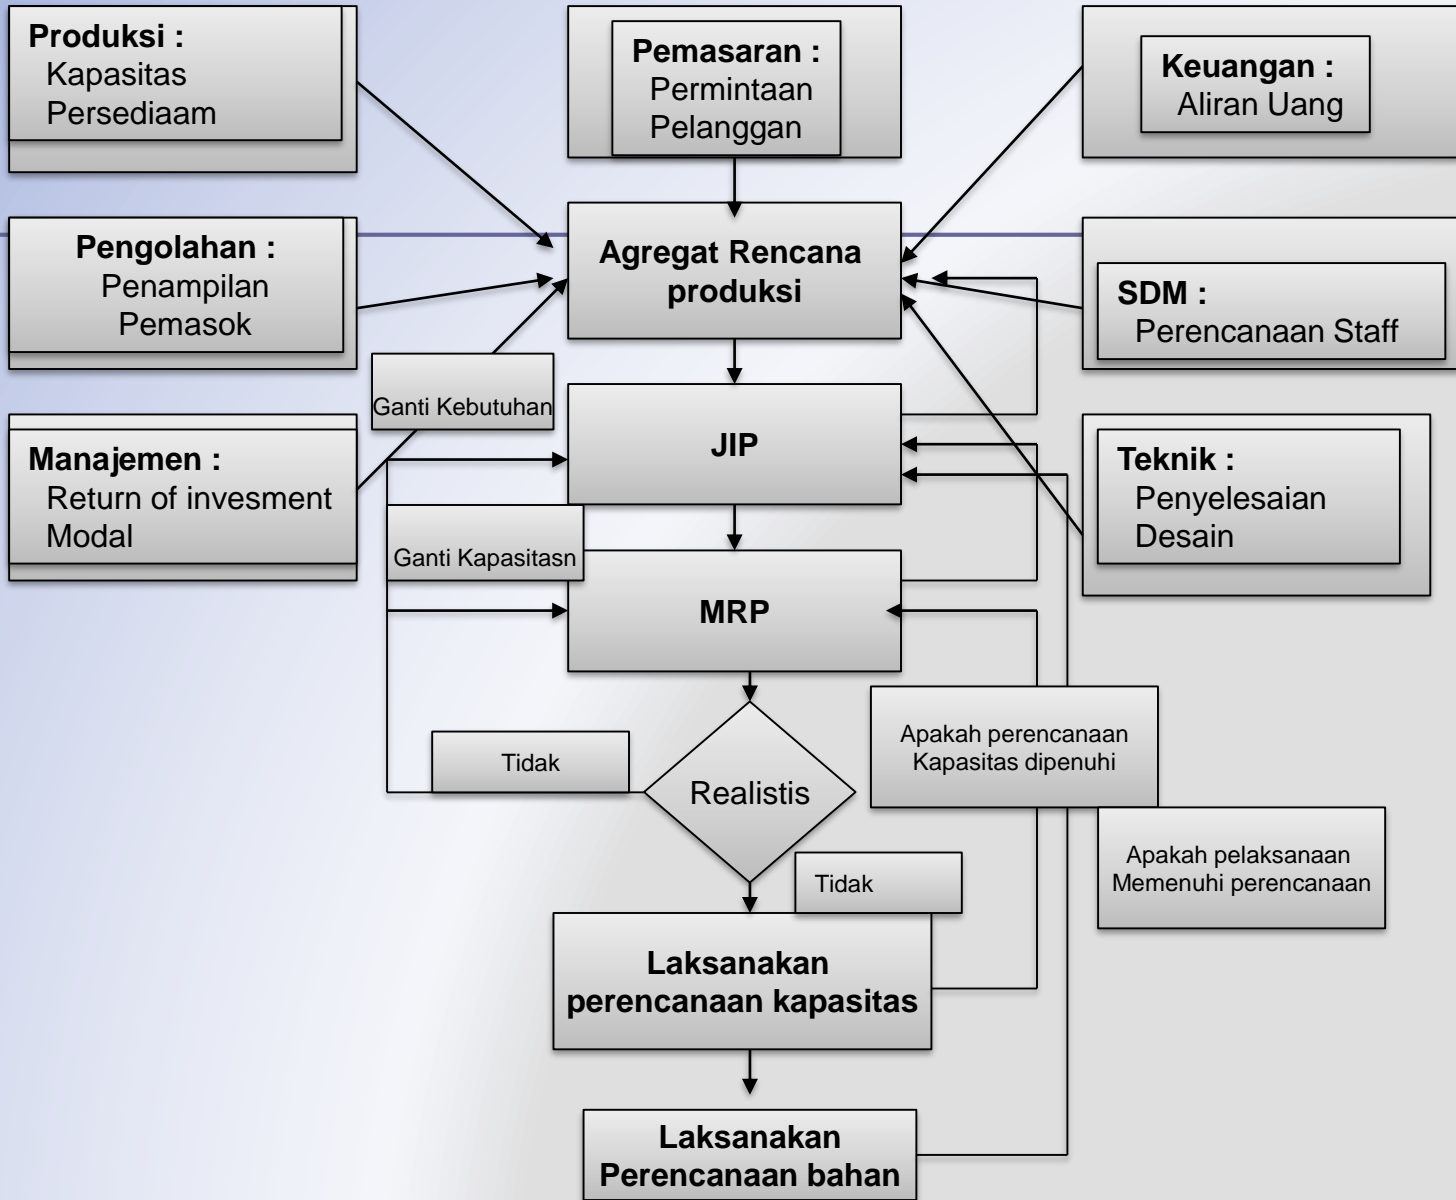 Produksi :
Kapasitas
Persediaam
Pemasaran :
Permintaan
Pelanggan
Keuangan :
Aliran Uang
Pengolahan :
Penampilan
Pemasok
Agregat Rencana
produksi
SDM :
Perencanaan Staff
Ganti Kebutuhan
Manajemen :
Return of invesment
Modal
JIP
Teknik :
Penyelesaian
Desain
Ganti Kapasitasn
MRP
Tidak
Realistis
Apakah perencanaan
Kapasitas dipenuhi
Tidak
Apakah pelaksanaan
Memenuhi perencanaan
Laksanakan
perencanaan kapasitas
Laksanakan
Perencanaan bahan